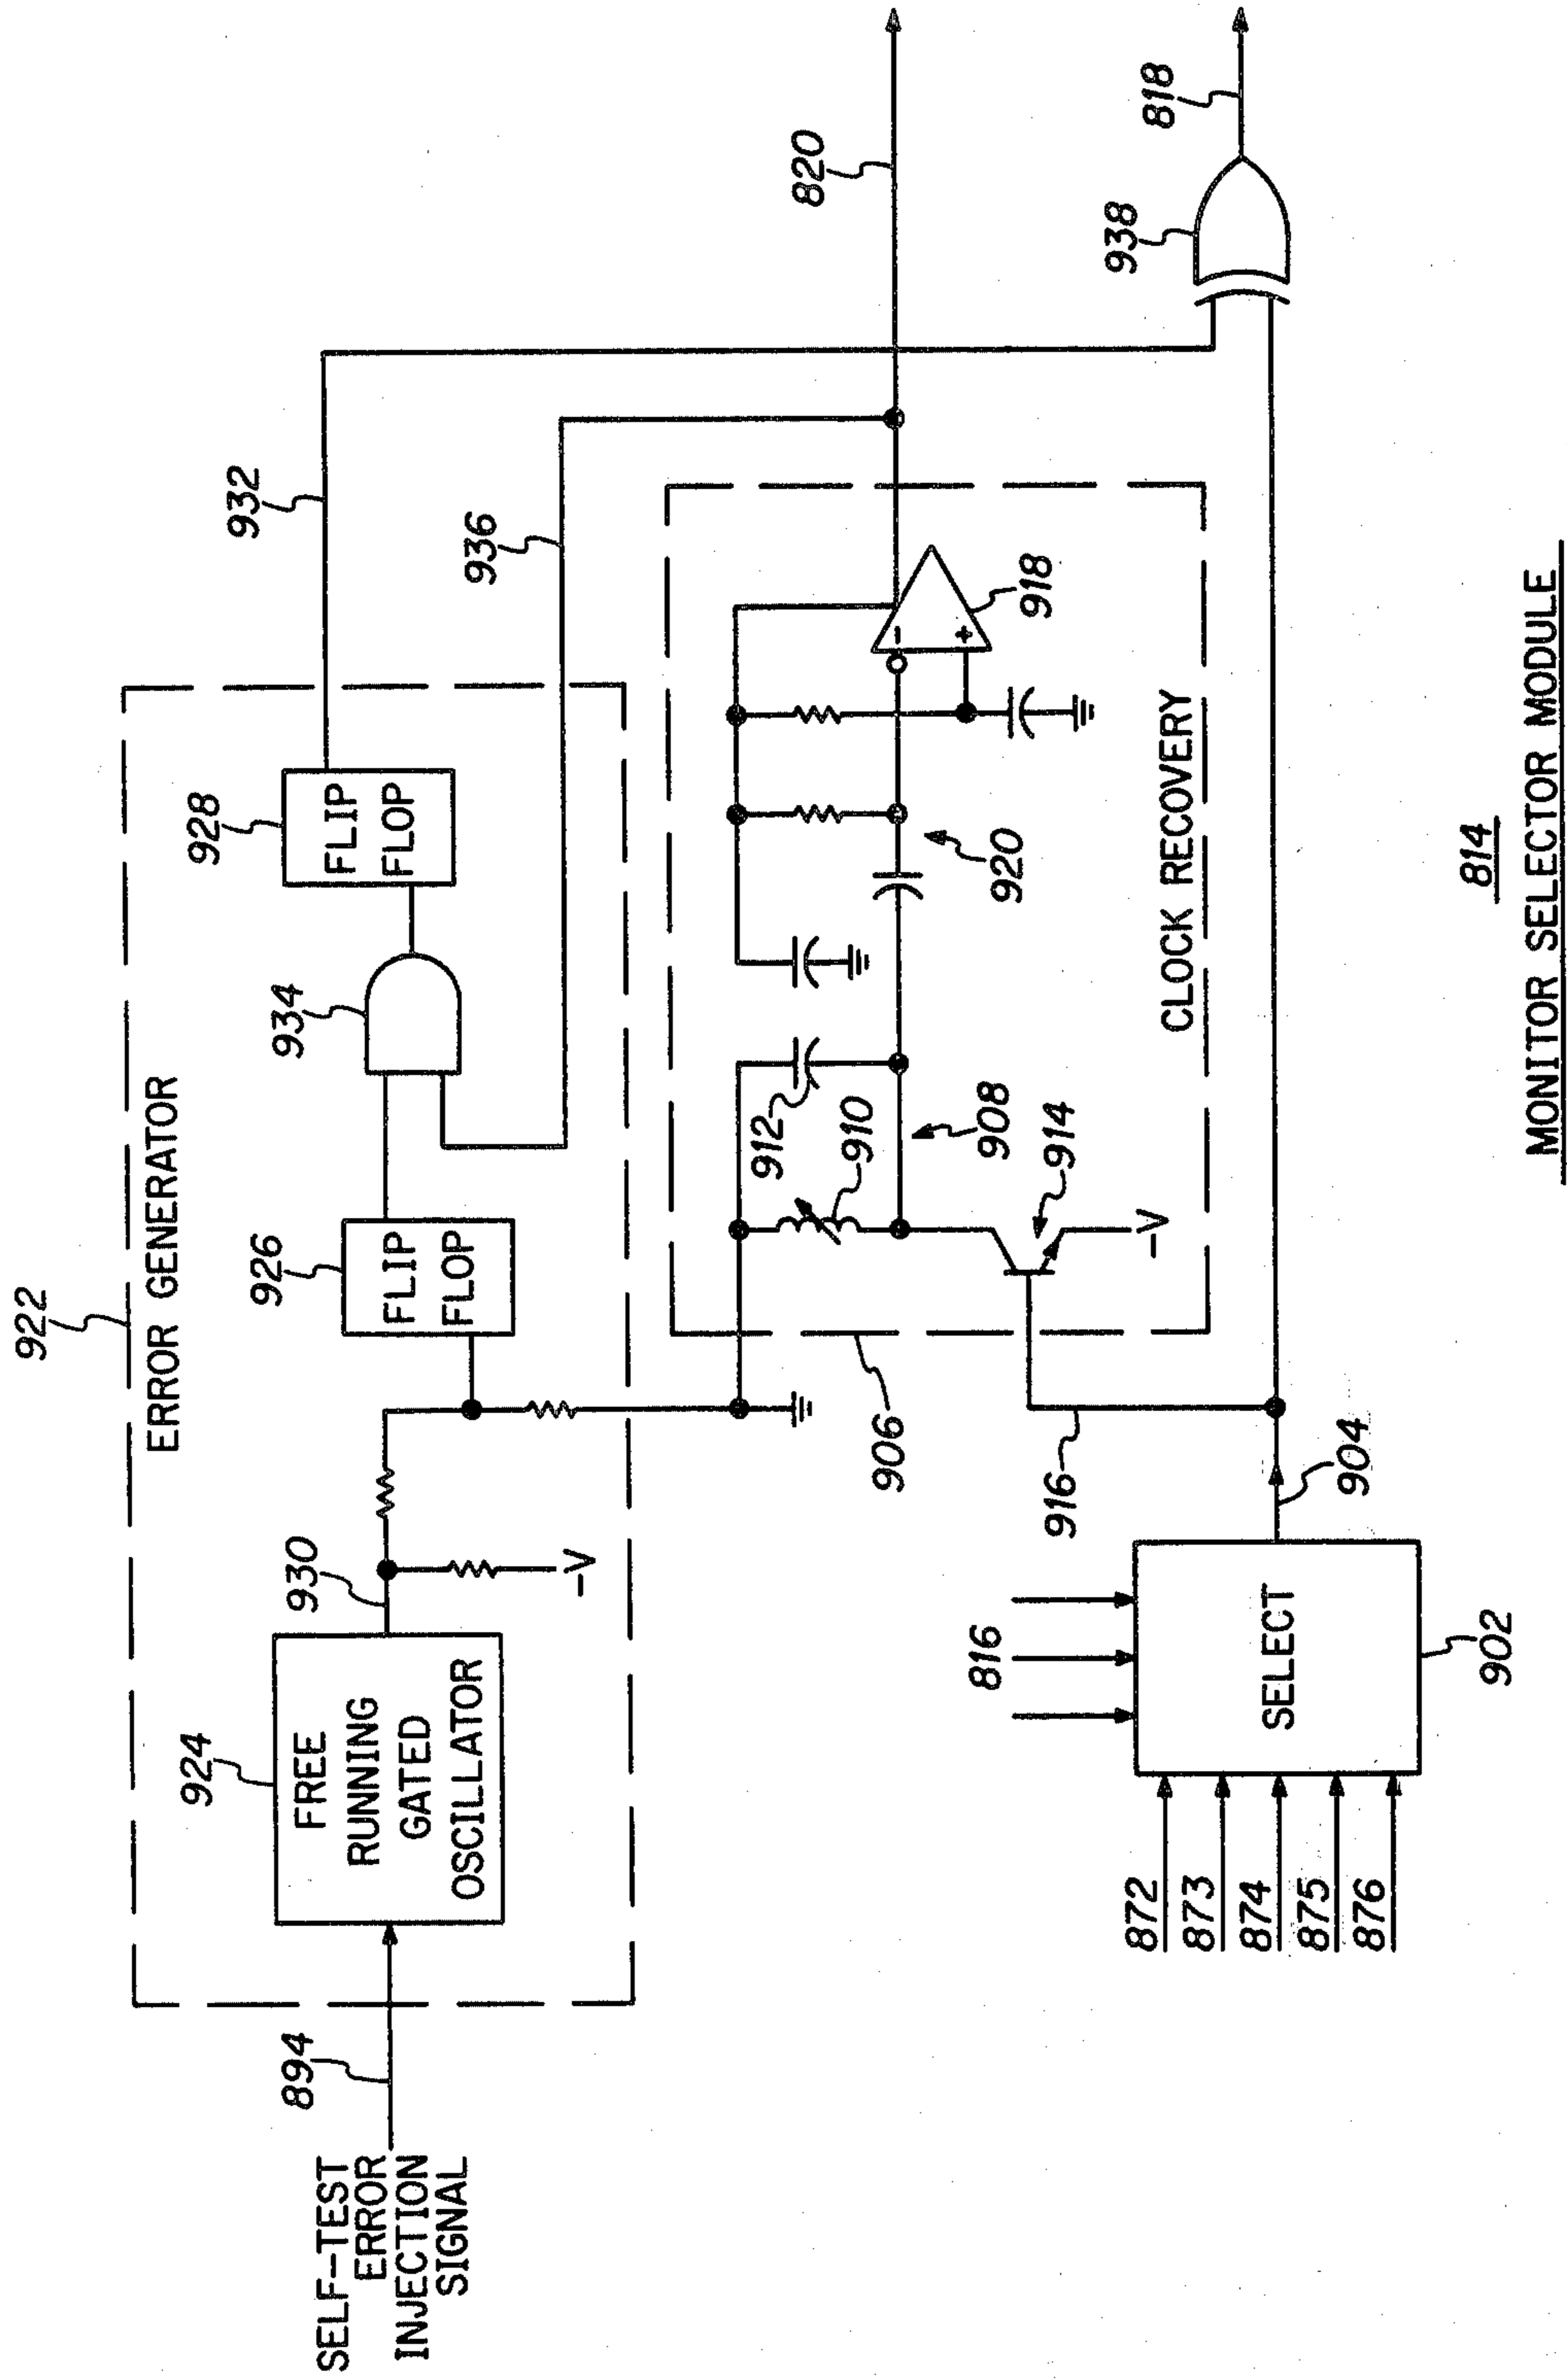 922
ERROR GENERATOR
SELF-TEST
ERROR
INJECTION
SIGNAL
894
924
FREE
RUNNING
GATED
OSCILLATOR
930
-V
926
FLIP
FLOP
934
928
FLIP
FLOP
932
936
820
906
912
910
908
914
-V
920
918
CLOCK RECOVERY
916
816
872
873
874
875
876
SELECT
902
904
938
818
814
MONITOR SELECTOR MODULE
-
+